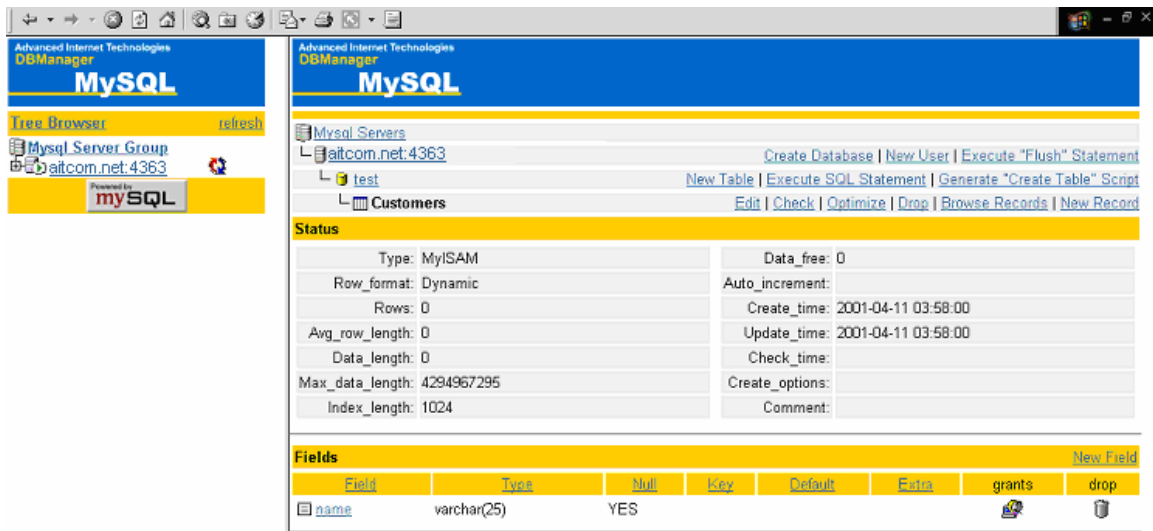 Advanced Internet Technologies
DBManager
MySQL
Tree Browser refresh
Mysql Server Group
aitcom.net:4363
Powered by
mySQL
Advanced Internet Technologies
DBManager
MySQL
Mysql Servers
aitcom.net:4363 Create Database | New User | Execute "Flush" Statement
test New Table | Execute SQL Statement | Generate "Create Table" Script
Customers Edit | Check | Optimize | Drop | Browse Records | New Record
Status
Type: MyISAM Data_free: 0
Row_format: Dynamic Auto_increment:
Rows: 0 Create_time: 2001-04-11 03:58:00
Avg_row_length: 0 Update_time: 2001-04-11 03:58:00
Data_length: 0 Check_time:
Max_data_length: 4294967295 Create_options:
Index_length: 1024 Comment:
Fields New Field
Field Type Null Key Default Extra grants drop
name varchar(25) YES